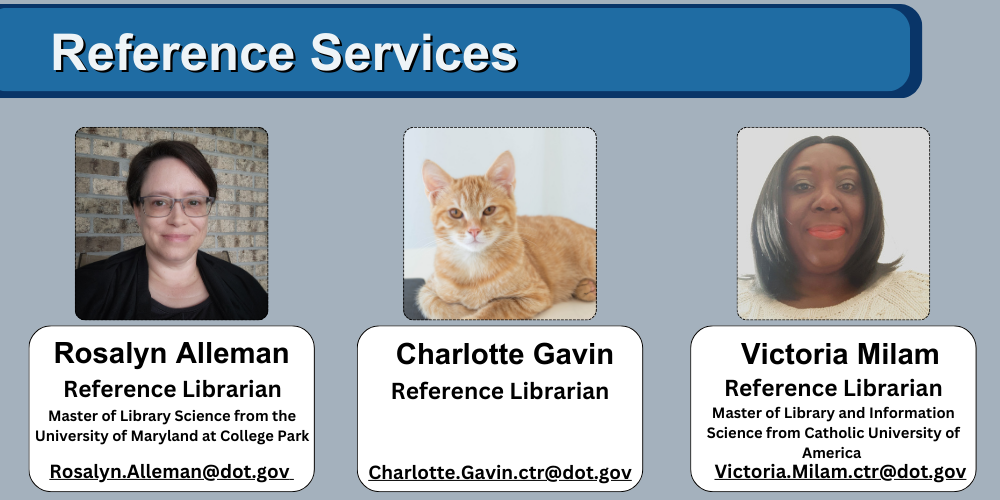 Reference Services
Rosalyn Alleman
Reference Librarian
Master of Library Science from the
University of Maryland at College Park
Rosalyn.Alleman@dot.gov
Charlotte Gavin
Reference Librarian
Charlotte.Gavin.ctr@dot.gov
Victoria Milam
Reference Librarian
Master of Library and Information
Science from Catholic University of
America
Victoria.Milam.ctr@dot.gov